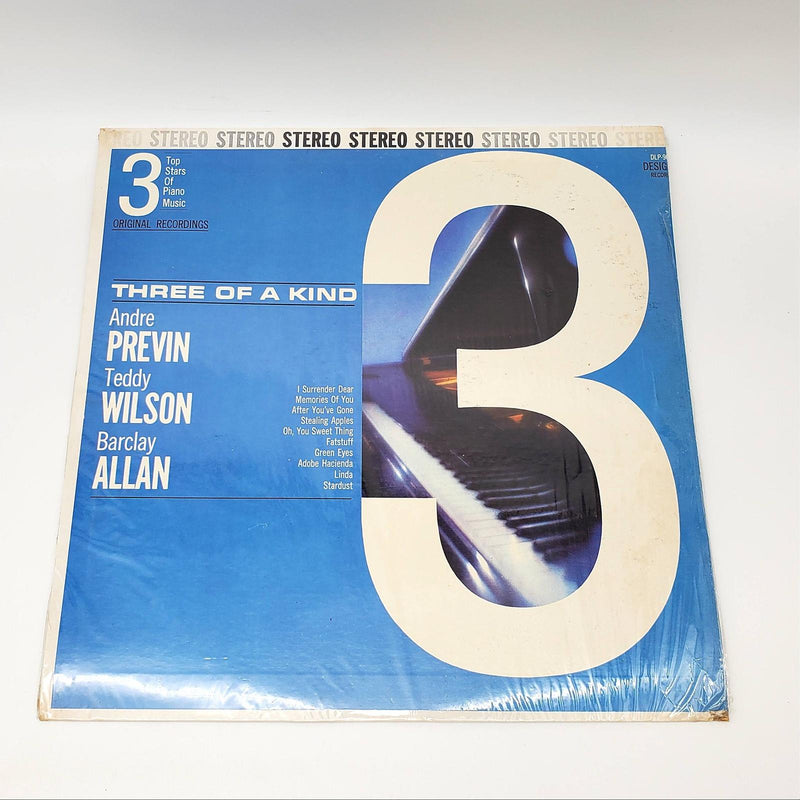 STEREO STEREO STEREO STEREO STEREO STEREO STEREO
3
Top
Stars
Of
Piano
Music
ORIGINAL RECORDINGS
THREE OF A KIND
Andre
PREVIN
Teddy
WILSON
Barclay
ALLAN
I Surrender Dear
Memories Of You
After You've Gone
Stealing Apples
Oh, You Sweet Thing
Fatstuff
Green Eyes
Adobe Hacienda
Linda
Stardust
3